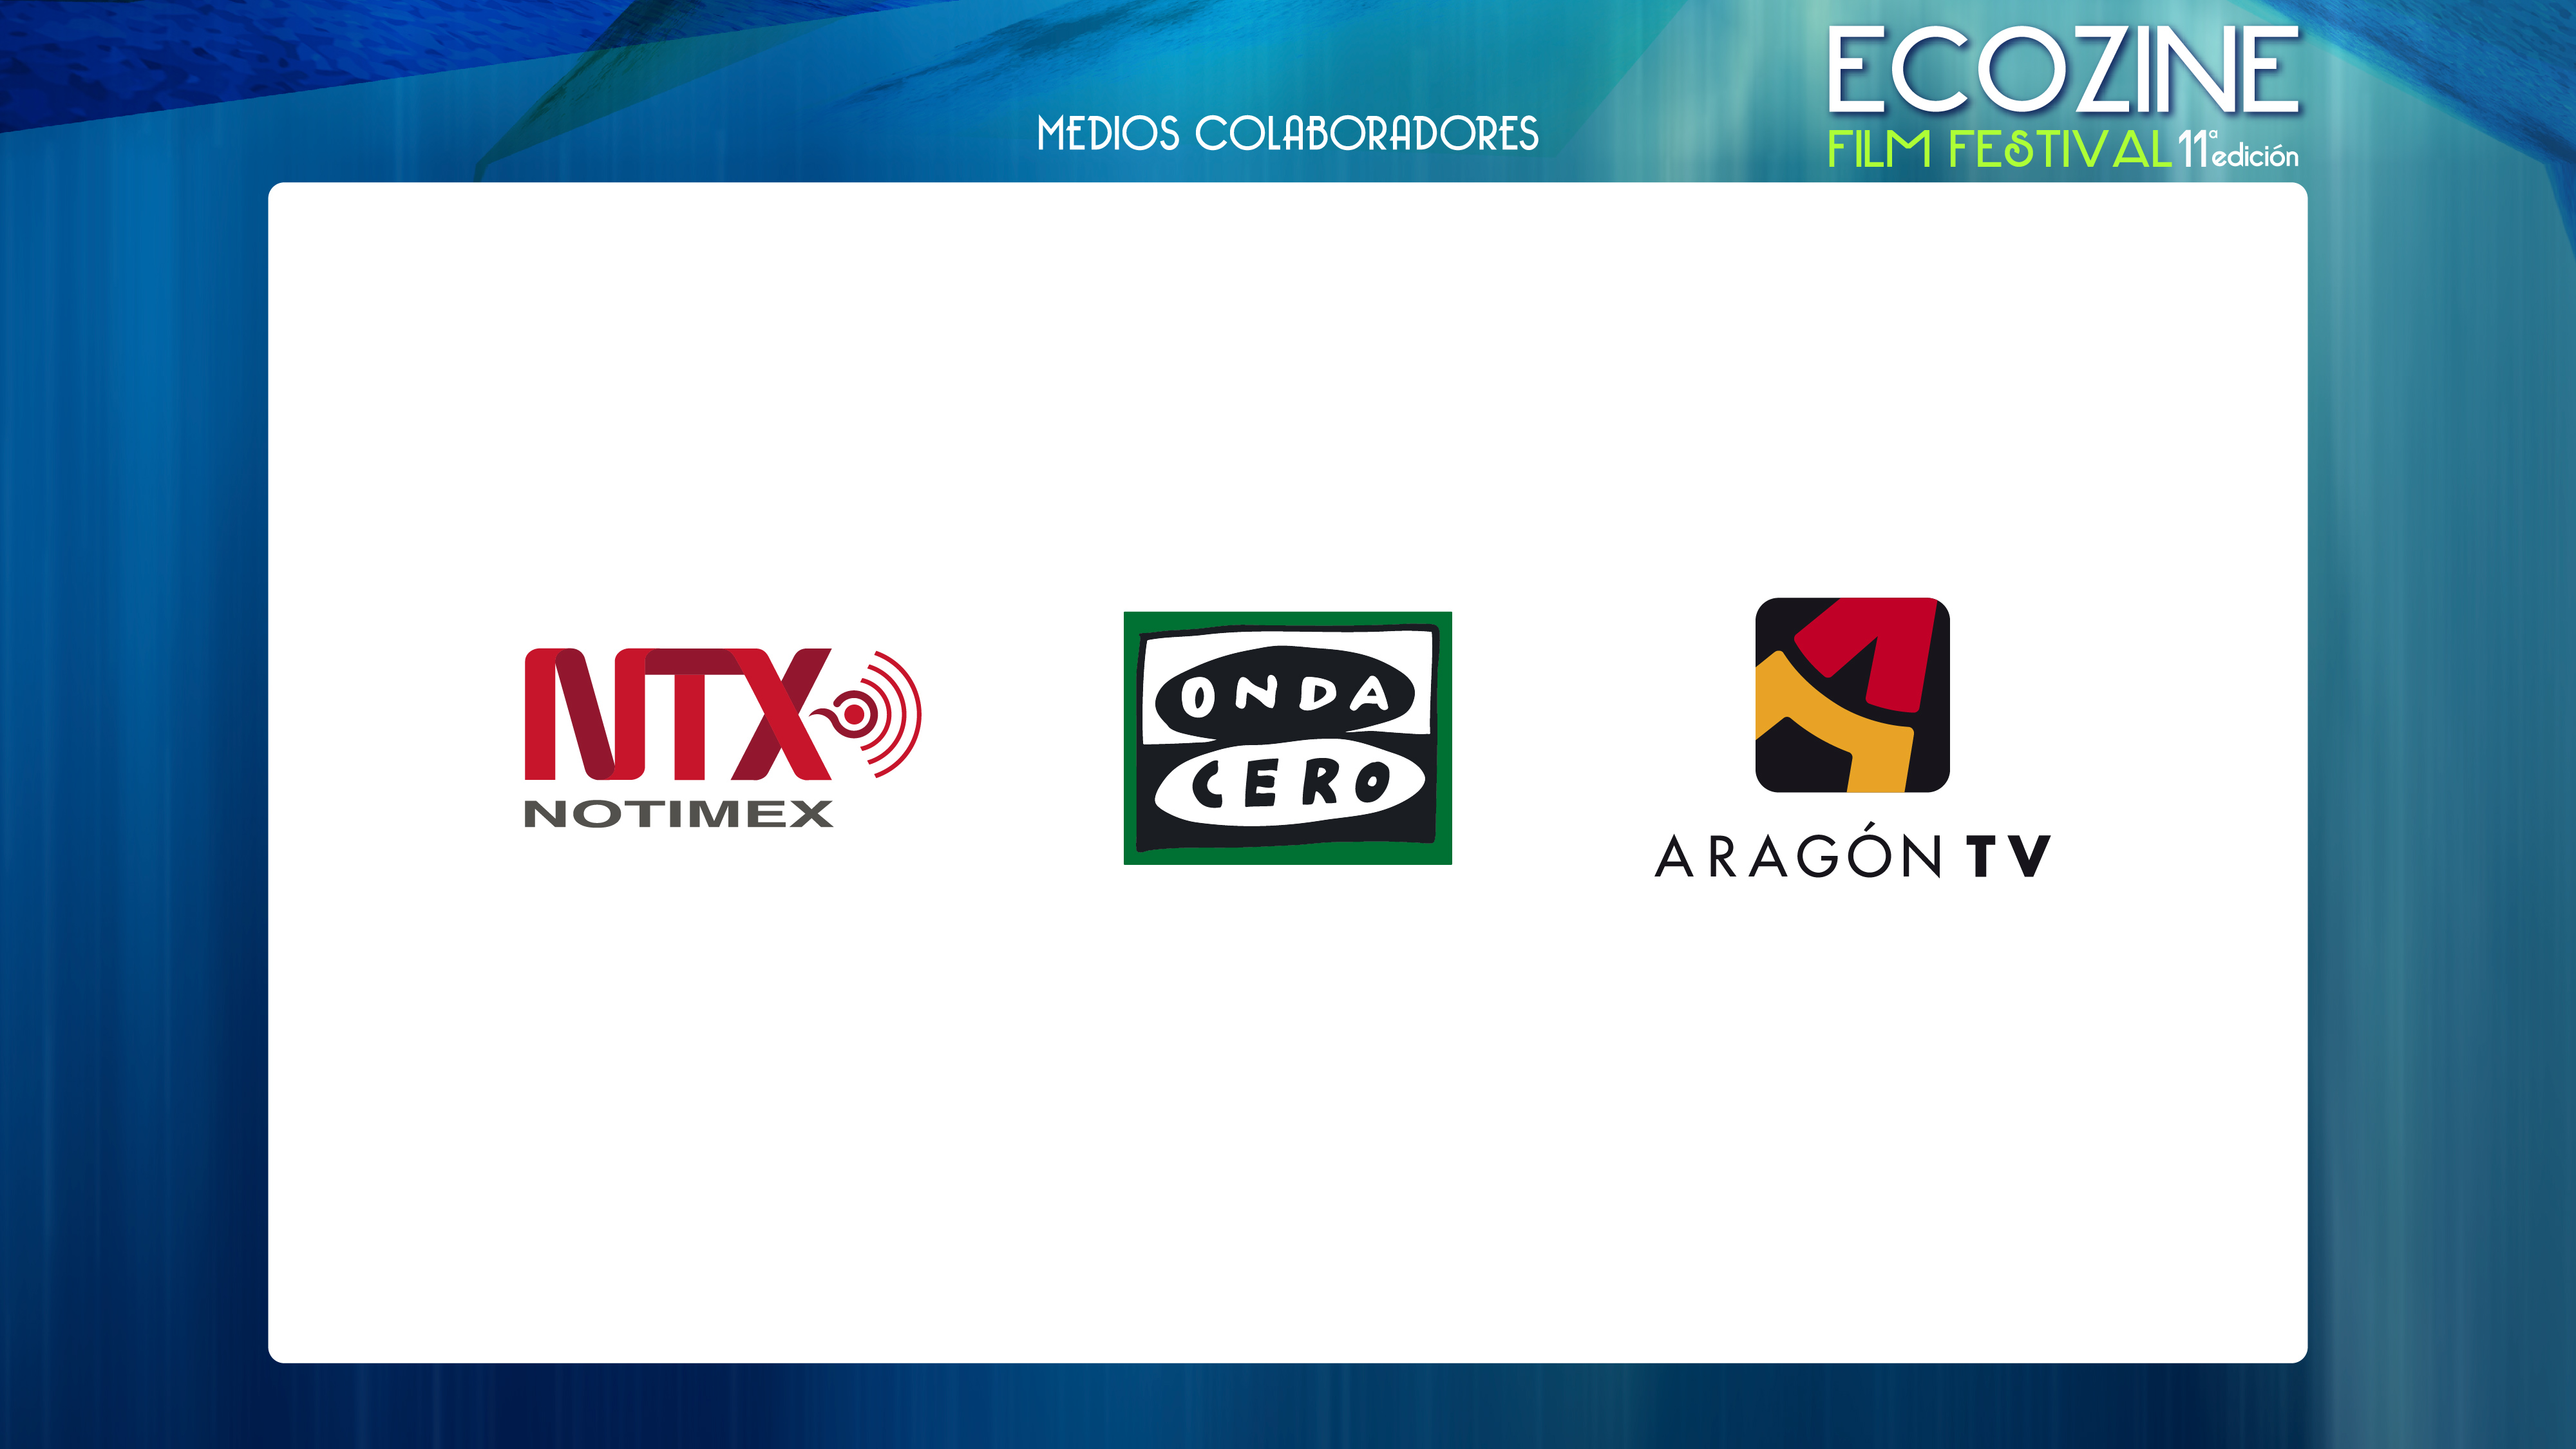 ECOZINE
FILM FESTIVAL 11ª edición
MEDIOS COLABORADORES
NTX
NOTIMEX
ONDA
CERO
ARAGÓN TV